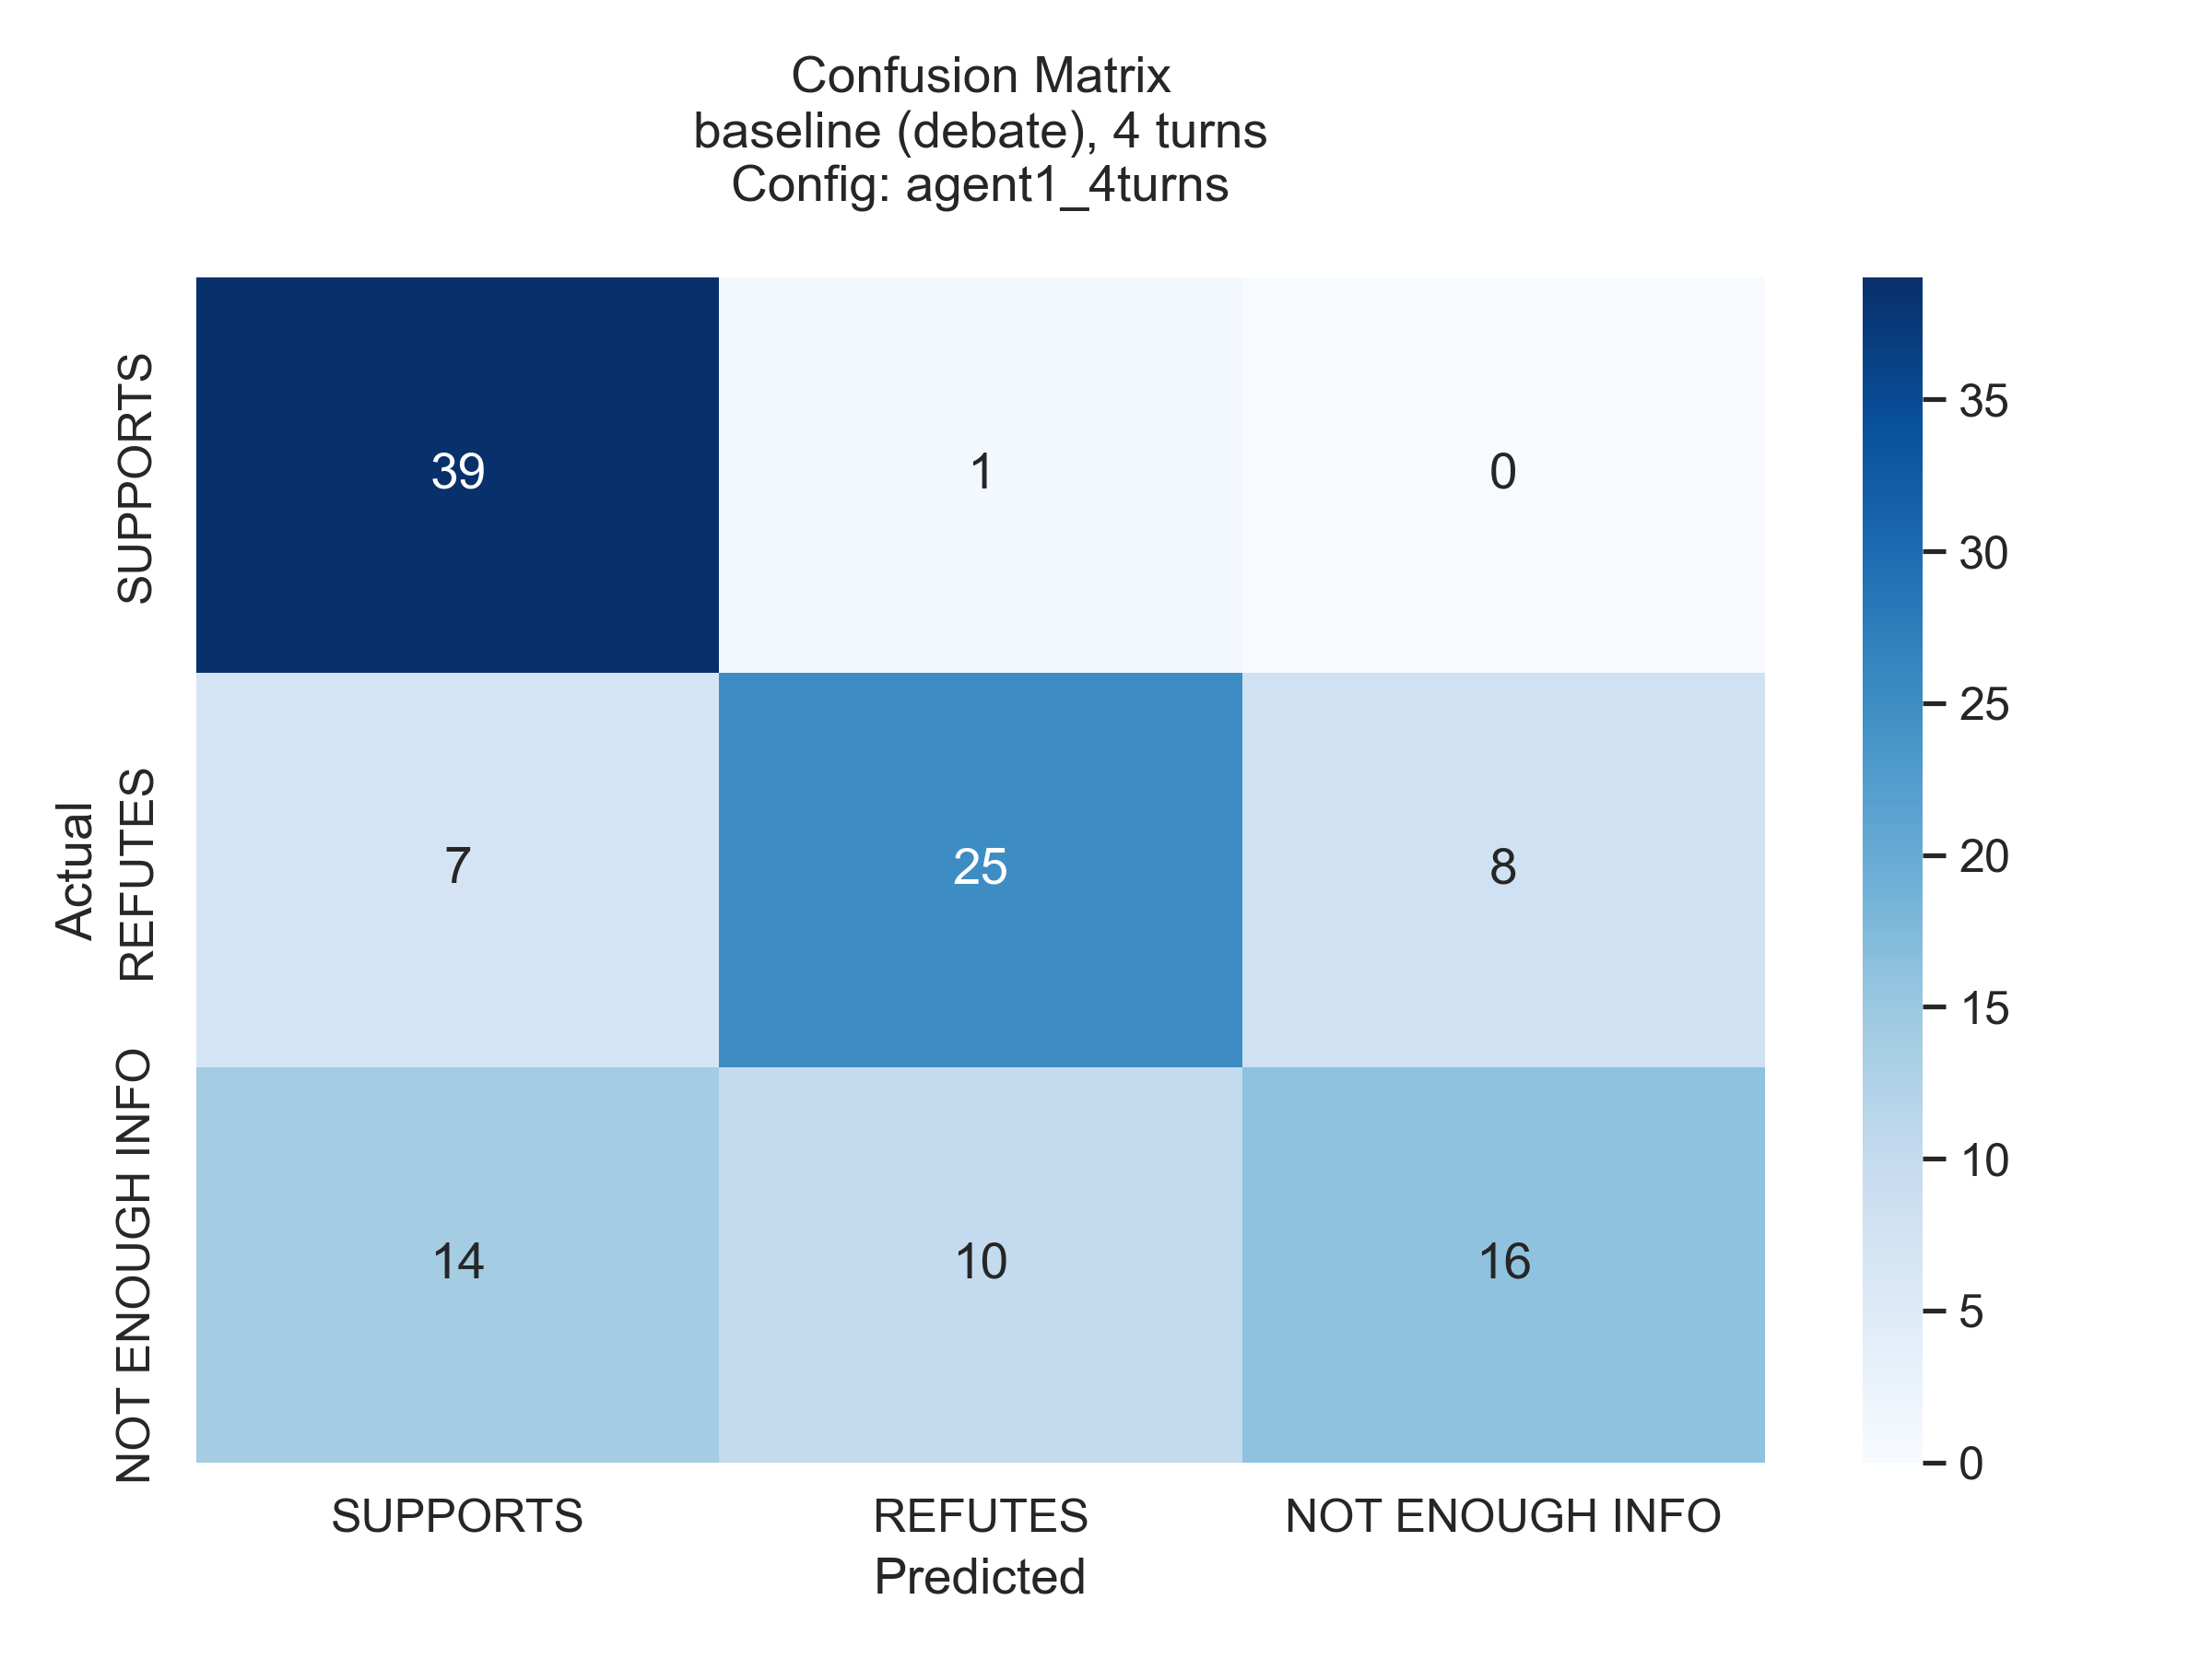 Confusion Matrix
baseline (debate), 4 turns
Config: agent1_4turns
Actual
SUPPORTS
REFUTES
NOT ENOUGH INFO
39 1 0
7 25 8
14 10 16
SUPPORTS REFUTES NOT ENOUGH INFO
Predicted
35
30
25
20
15
10
5
0